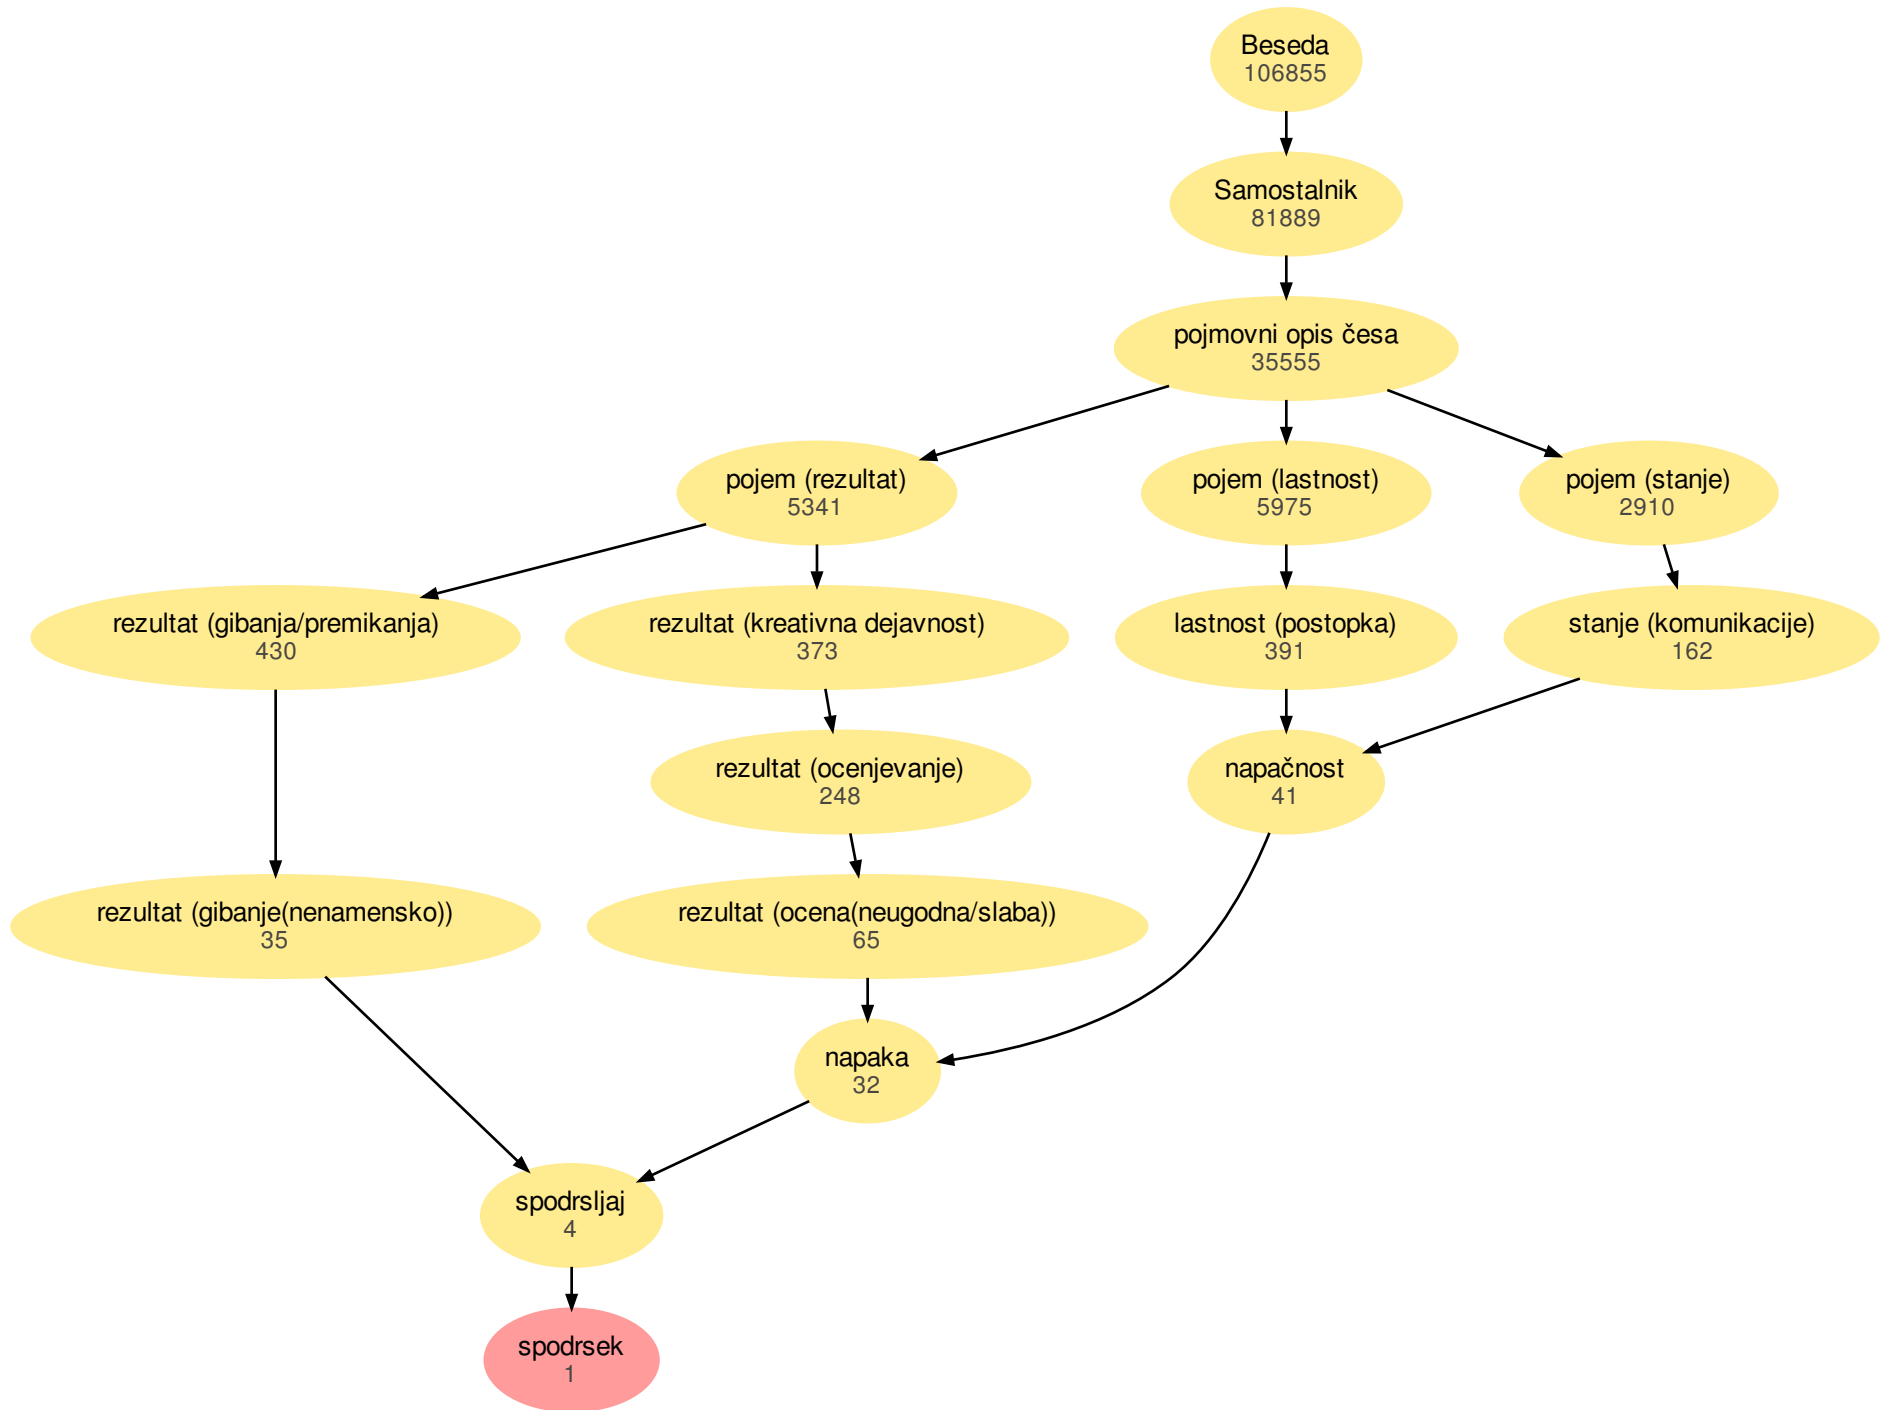 Beseda
106855
Samostalnik
81889
pojmovni opis česa
35555
pojem (rezultat)
5341
pojem (lastnost)
5975
pojem (stanje)
2910
rezultat (gibanja/premikanja)
430
rezultat (kreativna dejavnost)
373
lastnost (postopka)
391
stanje (komunikacije)
162
rezultat (ocenjevanje)
248
napačnost
41
rezultat (gibanje(nenamensko))
35
rezultat (ocena(neugodna/slaba))
65
napaka
32
spodrsljaj
4
spodrsek
1